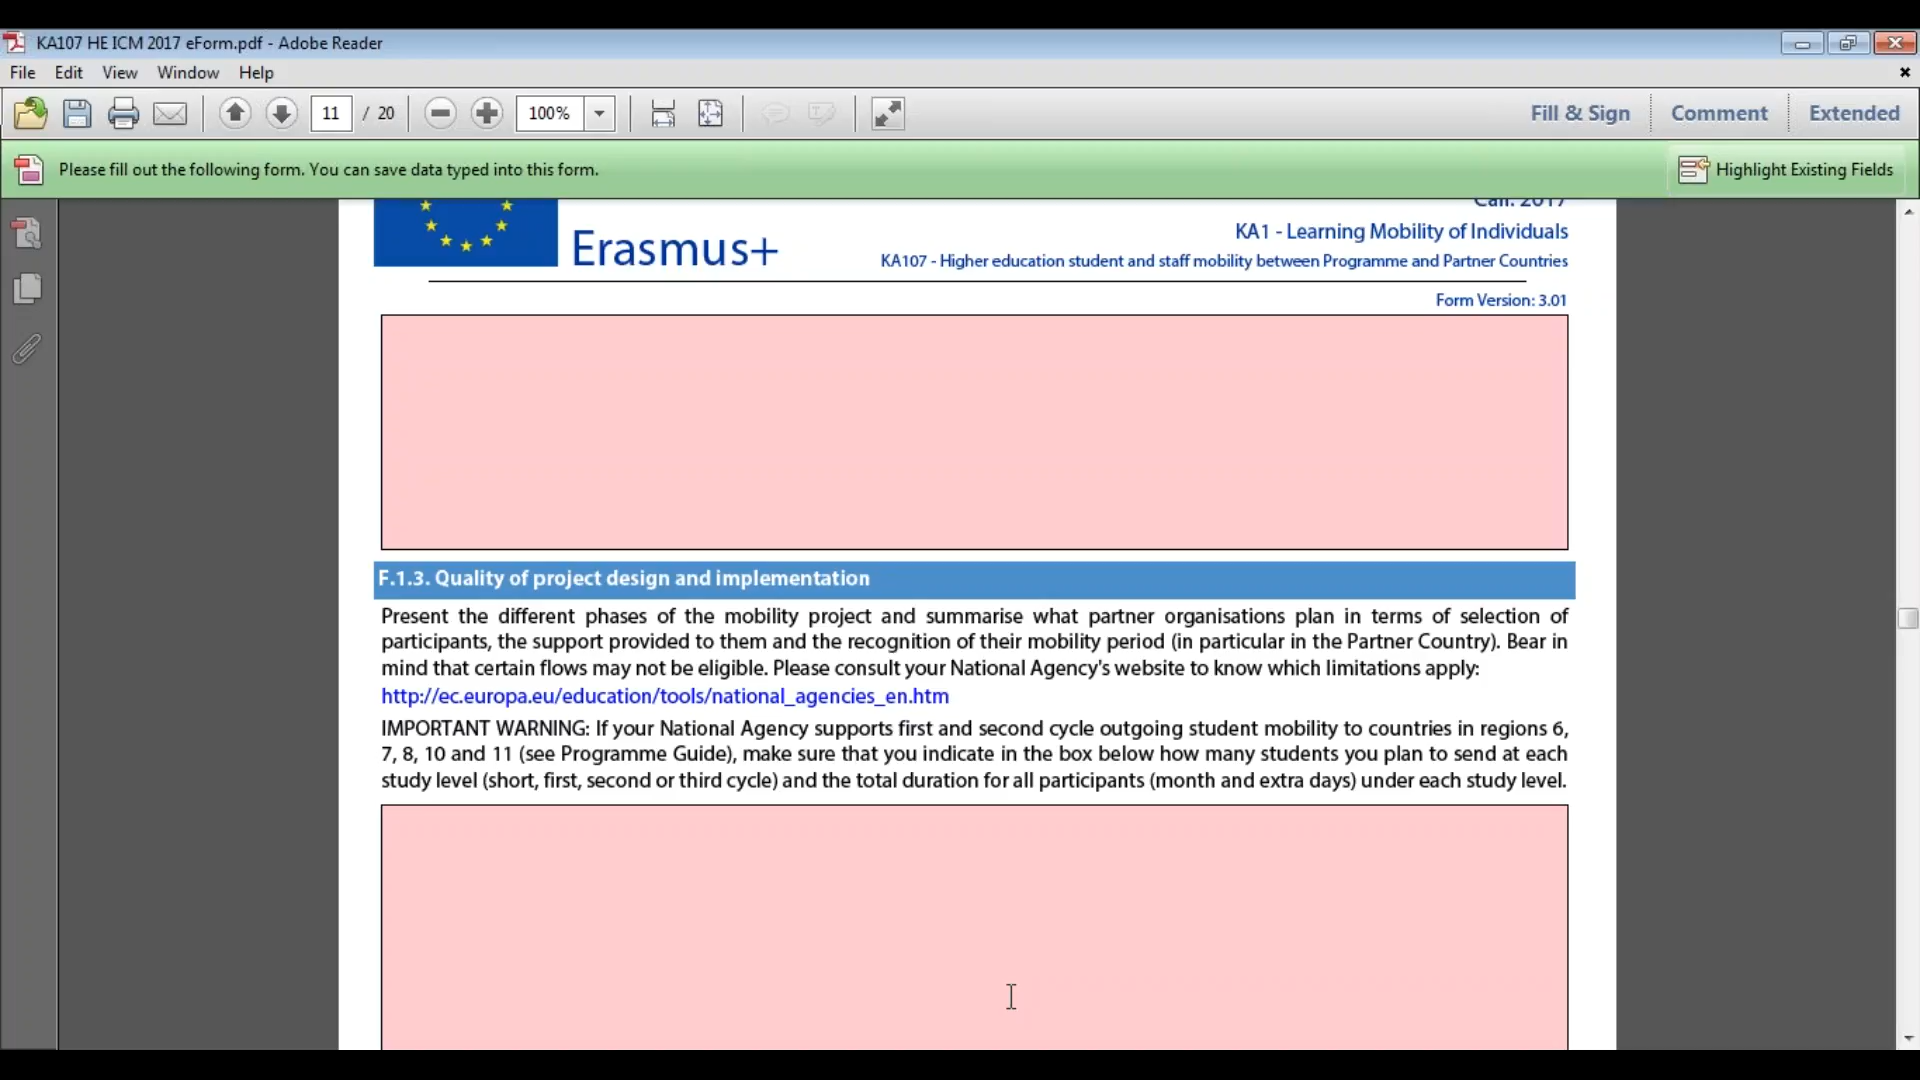 KA107 HE ICM 2017 eForm.pdf - Adobe Reader
File Edit View Window Help
11 / 20 100% Fill & Sign Comment Extended
Please fill out the following form. You can save data typed into this form. Highlight Existing Fields
Call: 2017
Erasmus+
KA1 - Learning Mobility of Individuals
KA107 - Higher education student and staff mobility between Programme and Partner Countries
Form Version: 3.01
F.1.3. Quality of project design and implementation
Present the different phases of the mobility project and summarise what partner organisations plan in terms of selection of
participants, the support provided to them and the recognition of their mobility period (in particular in the Partner Country). Bear in
mind that certain flows may not be eligible. Please consult your National Agency's website to know which limitations apply:
http://ec.europa.eu/education/tools/national_agencies_en.htm
IMPORTANT WARNING: If your National Agency supports first and second cycle outgoing student mobility to countries in regions 6,
7, 8, 10 and 11 (see Programme Guide), make sure that you indicate in the box below how many students you plan to send at each
study level (short, first, second or third cycle) and the total duration for all participants (month and extra days) under each study level.